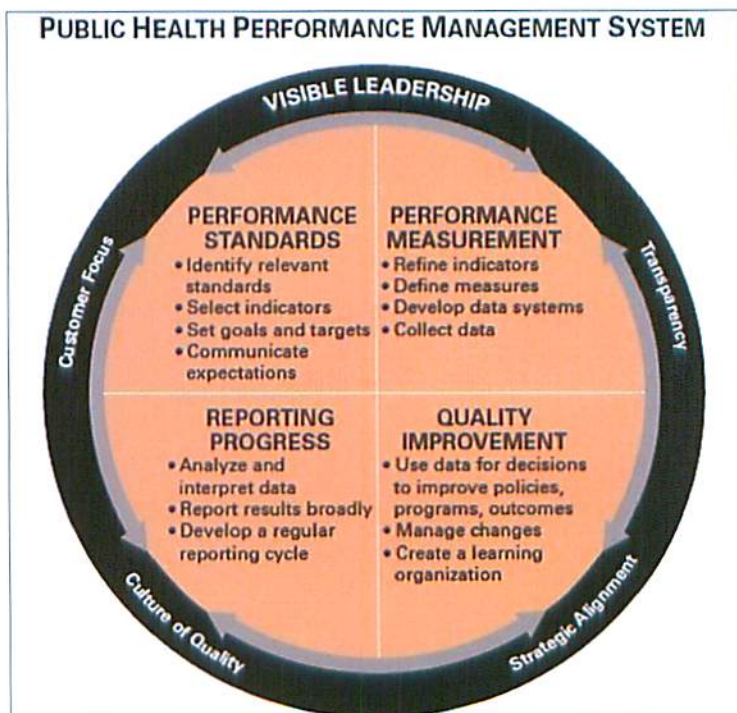 PUBLIC HEALTH PERFORMANCE MANAGEMENT SYSTEM
VISIBLE LEADERSHIP
Customer Focus
Transparency
PERFORMANCE
STANDARDS
• Identify relevant
standards
• Select indicators
• Set goals and targets
• Communicate
expectations
PERFORMANCE
MEASUREMENT
• Refine indicators
• Define measures
• Develop data systems
• Collect data
REPORTING
PROGRESS
• Analyze and
interpret data
• Report results broadly
• Develop a regular
reporting cycle
QUALITY
IMPROVEMENT
• Use data for decisions
to improve policies,
programs, outcomes
• Manage changes
• Create a learning
organization
Culture of Quality
Strategic Alignment